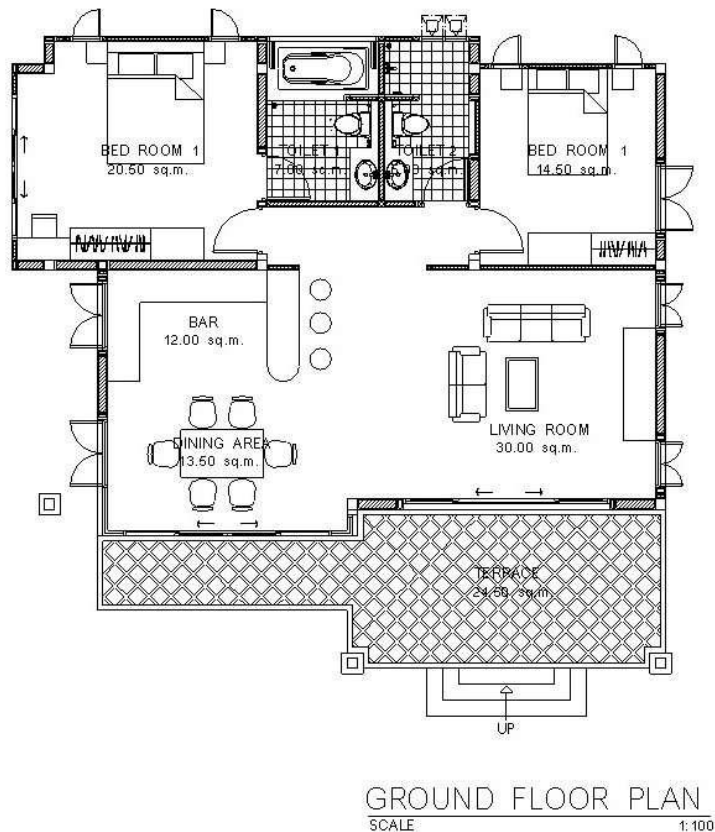 BED ROOM 1
20.50 sq.m.
TOILET 1
7.00 sq.m.
TOILET 2
sq.m.
BED ROOM 1
14.50 sq.m.
BAR
12.00 sq.m.
DINING AREA
13.50 sq.m.
LIVING ROOM
30.00 sq.m.
TERRACE
24.50 sq.m.
UP
GROUND FLOOR PLAN
SCALE 1:100